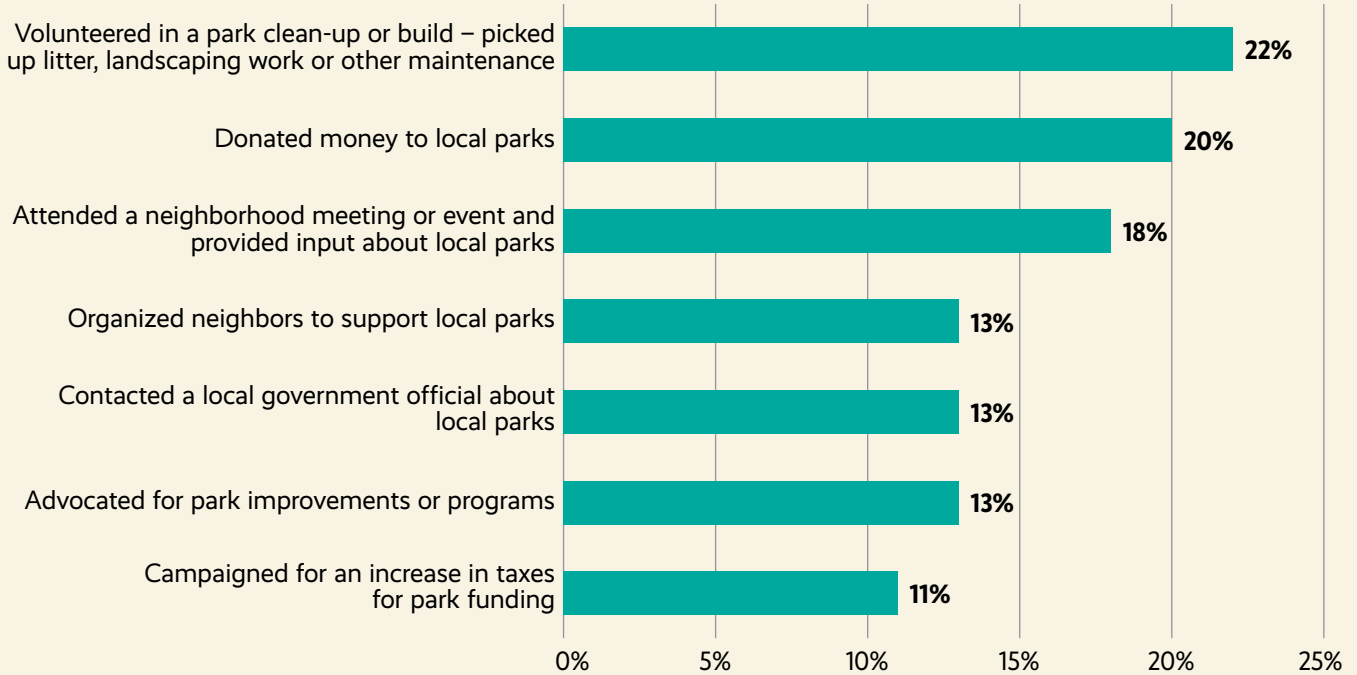 Volunteered in a park clean-up or build – picked
up litter, landscaping work or other maintenance
22%
Donated money to local parks
20%
Attended a neighborhood meeting or event and
provided input about local parks
18%
Organized neighbors to support local parks
13%
Contacted a local government official about
local parks
13%
Advocated for park improvements or programs
13%
Campaigned for an increase in taxes
for park funding
11%
0% 5% 10% 15% 20% 25%